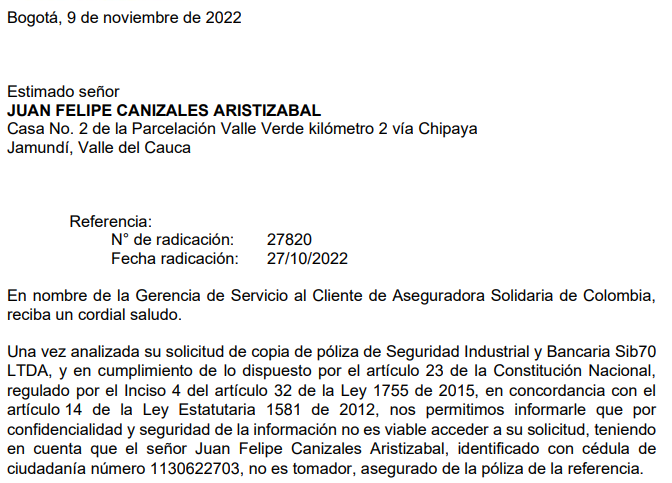 Bogotá, 9 de noviembre de 2022
Estimado señor
JUAN FELIPE CANIZALES ARISTIZABAL
Casa No. 2 de la Parcelación Valle Verde kilómetro 2 vía Chipaya
Jamundí, Valle del Cauca
Referencia:
N° de radicación: 27820
Fecha radicación: 27/10/2022
En nombre de la Gerencia de Servicio al Cliente de Aseguradora Solidaria de Colombia,
reciba un cordial saludo.
Una vez analizada su solicitud de copia de póliza de Seguridad Industrial y Bancaria Sib70
LTDA, y en cumplimiento de lo dispuesto por el artículo 23 de la Constitución Nacional,
regulado por el Inciso 4 del artículo 32 de la Ley 1755 de 2015, en concordancia con el
artículo 14 de la Ley Estatutaria 1581 de 2012, nos permitimos informarle que por
confidencialidad y seguridad de la información no es viable acceder a su solicitud, teniendo
en cuenta que el señor Juan Felipe Canizales Aristizabal, identificado con cédula de
ciudadanía número 1130622703, no es tomador, asegurado de la póliza de la referencia.